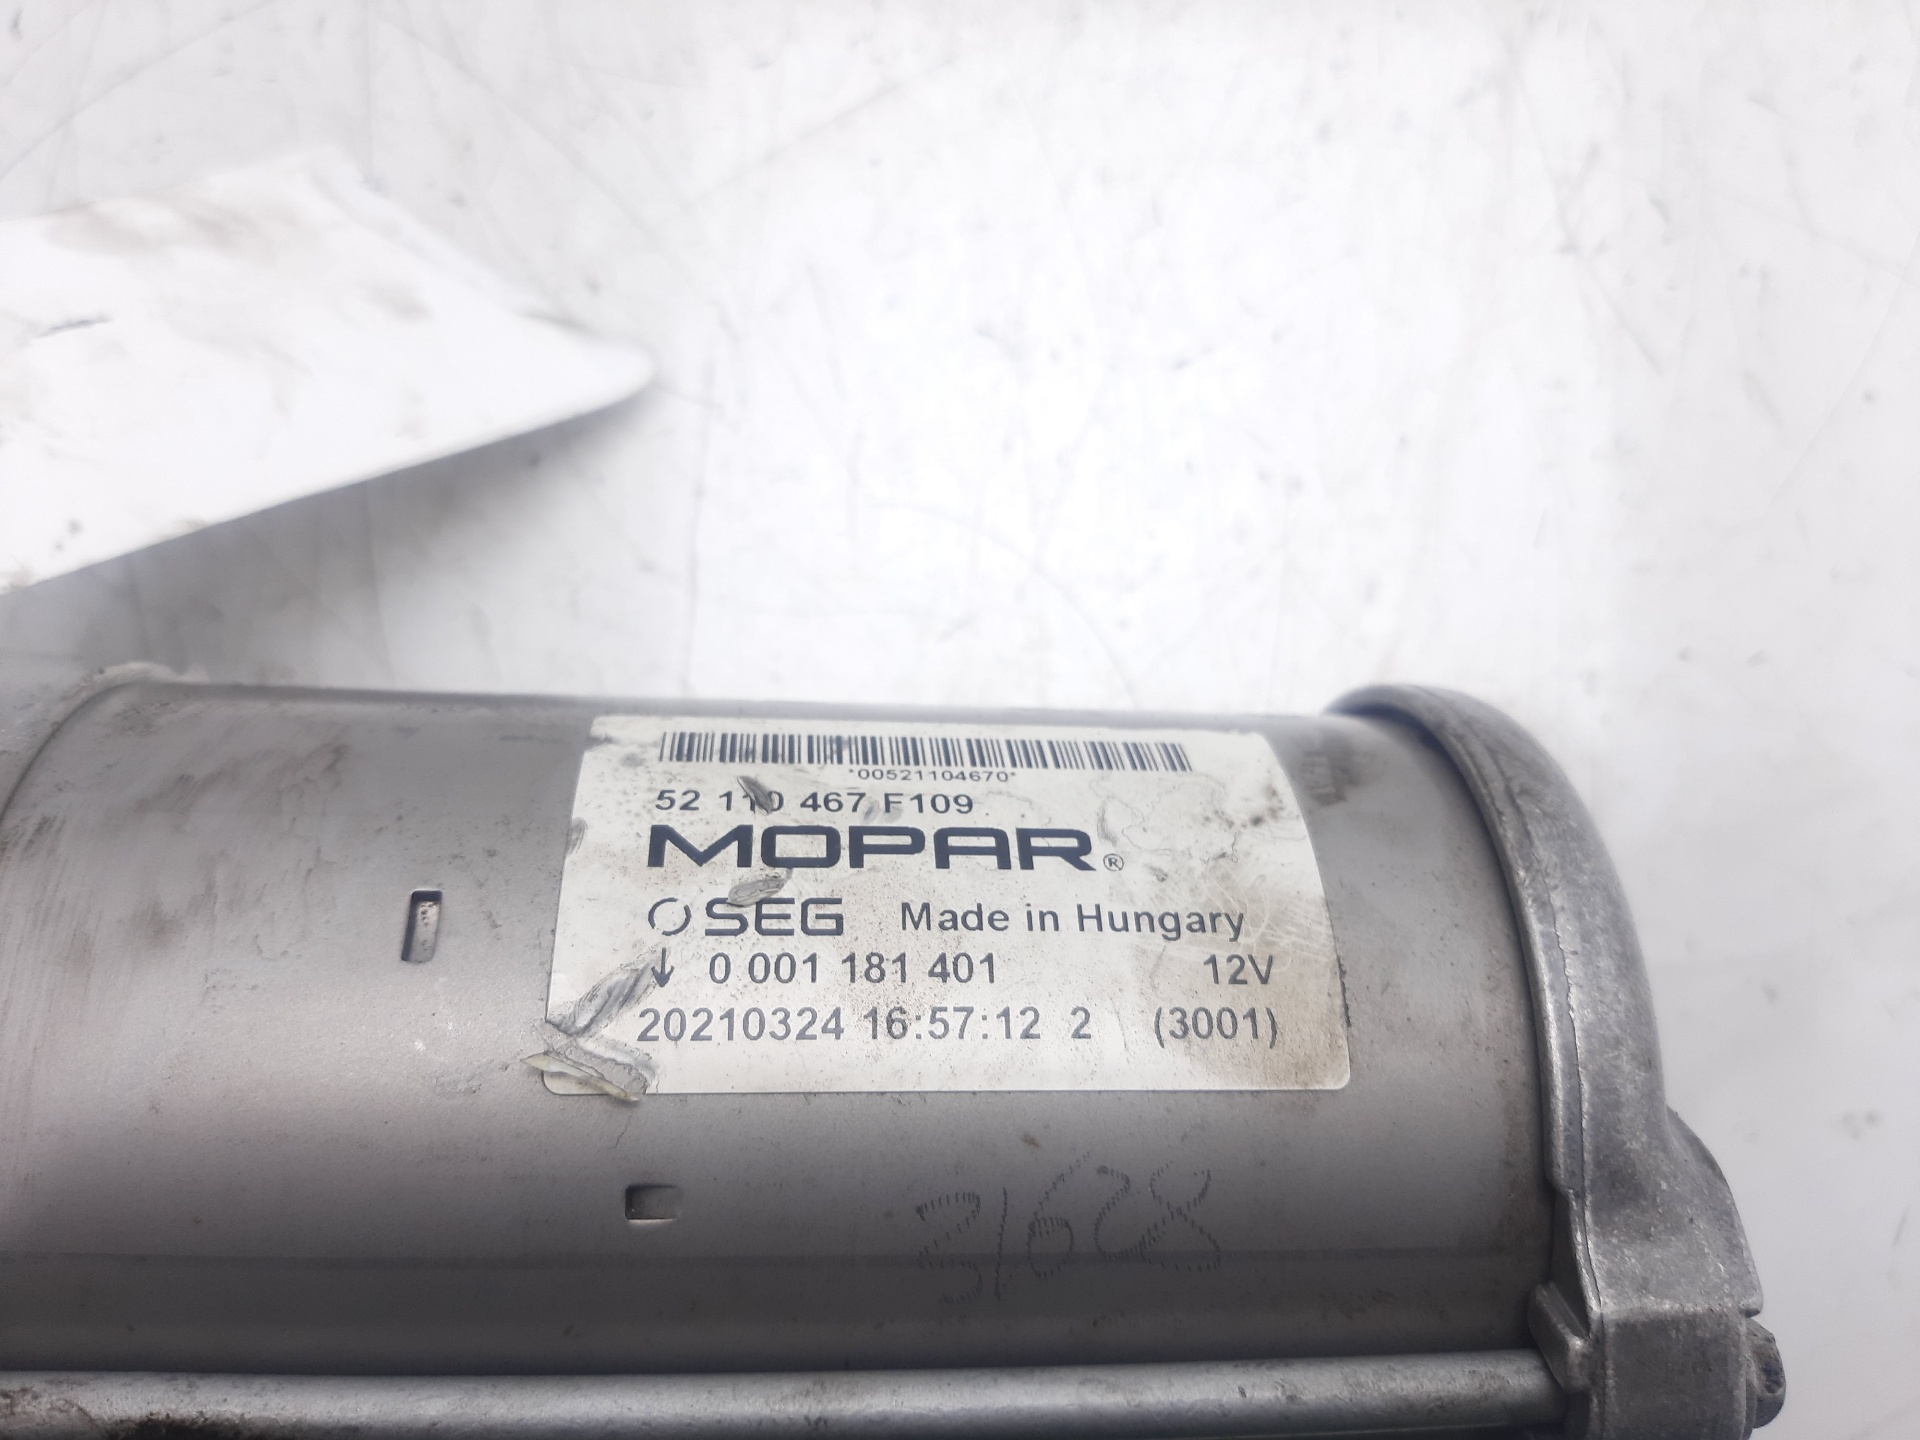 *00521104670*
52 110 467 F109
MOPAR®
SEG Made in Hungary
↓ 0 001 181 401 12V
20210324 16:57:12 2 (3001)
31628